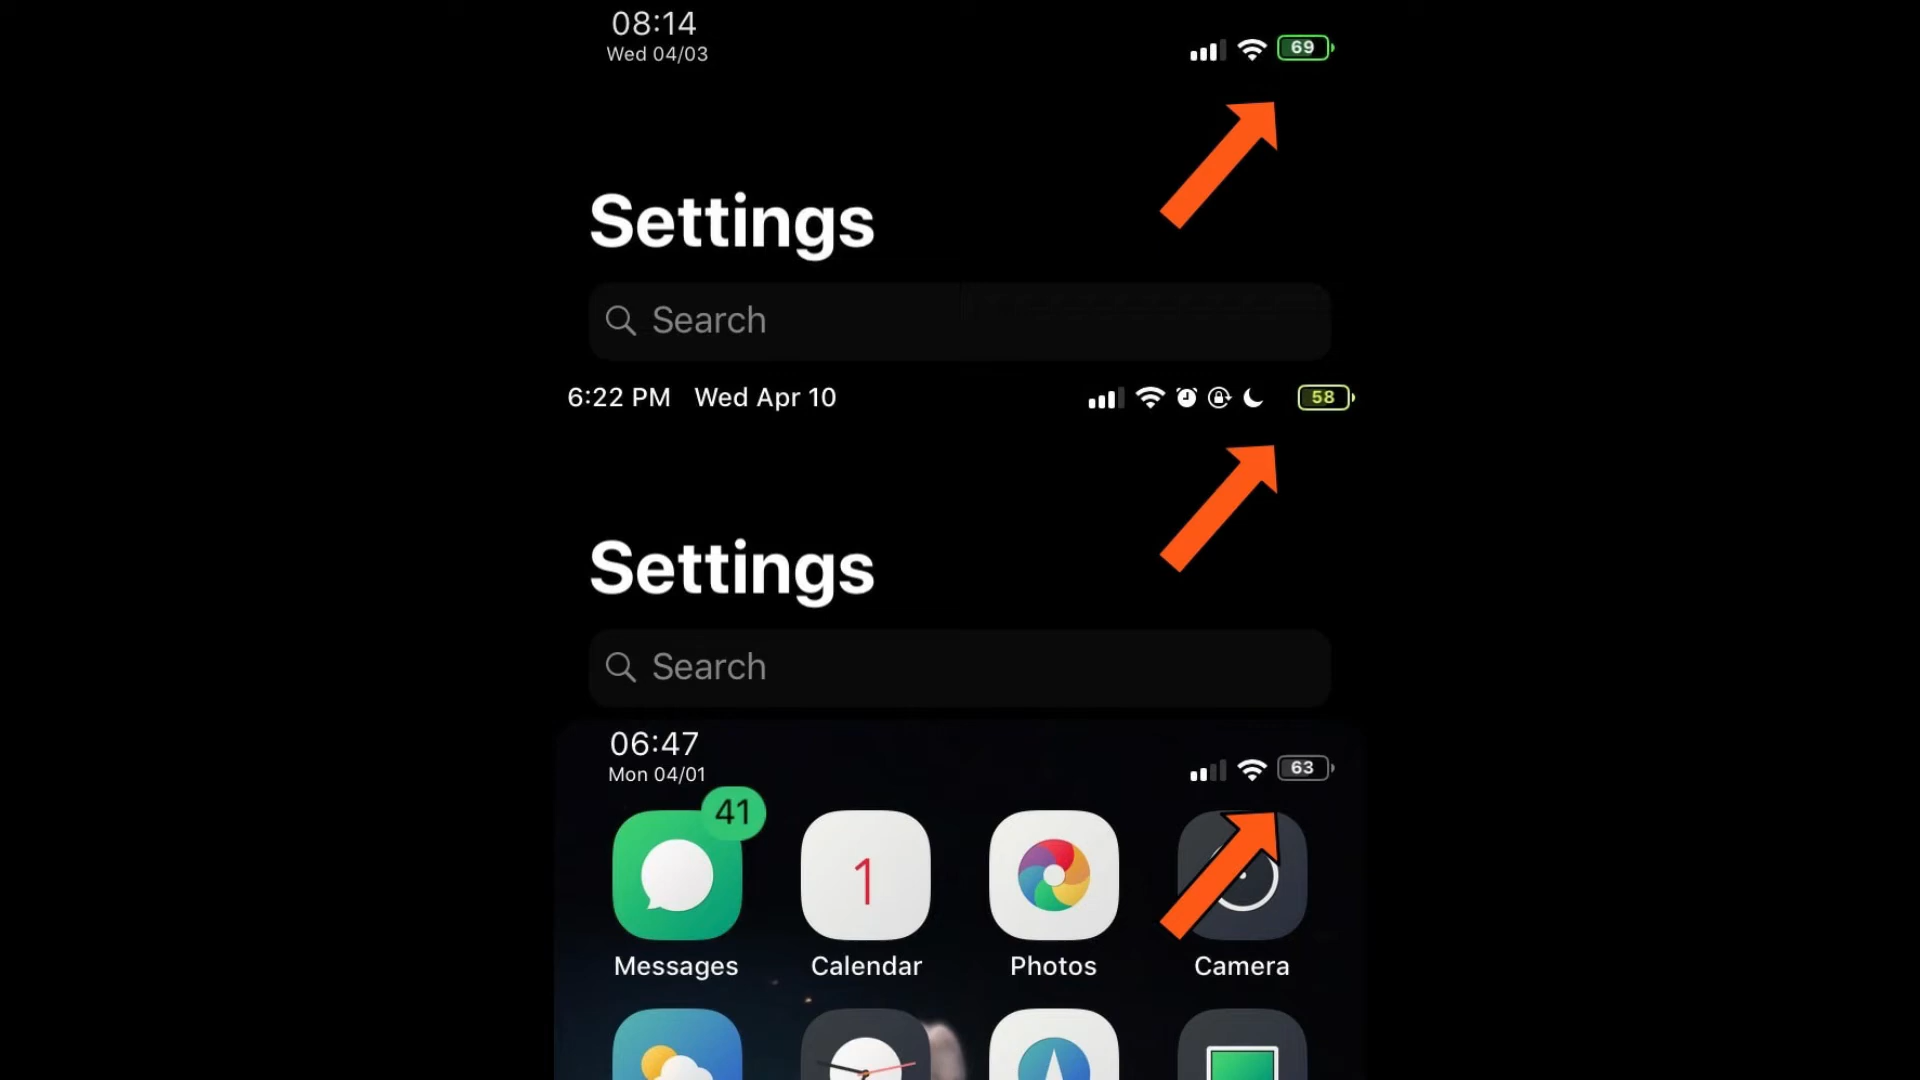 08:14
Wed 04/03
69
Settings
Search
6:22 PM Wed Apr 10
58
Settings
Search
06:47
Mon 04/01
63
41
1
Messages
Calendar
Photos
Camera